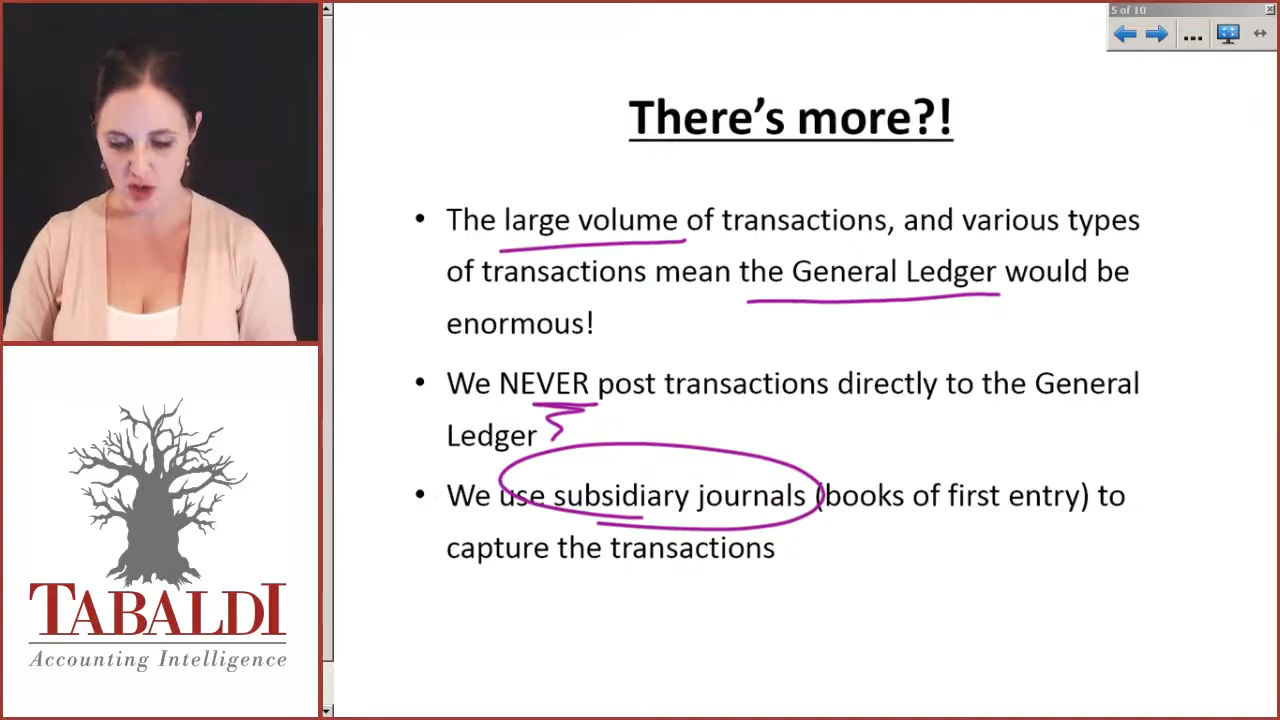 5 of 10
There's more?!
• The large volume of transactions, and various types
of transactions mean the General Ledger would be
enormous!
• We NEVER post transactions directly to the General
Ledger
• We use subsidiary journals (books of first entry) to
capture the transactions
TABALDI
Accounting Intelligence